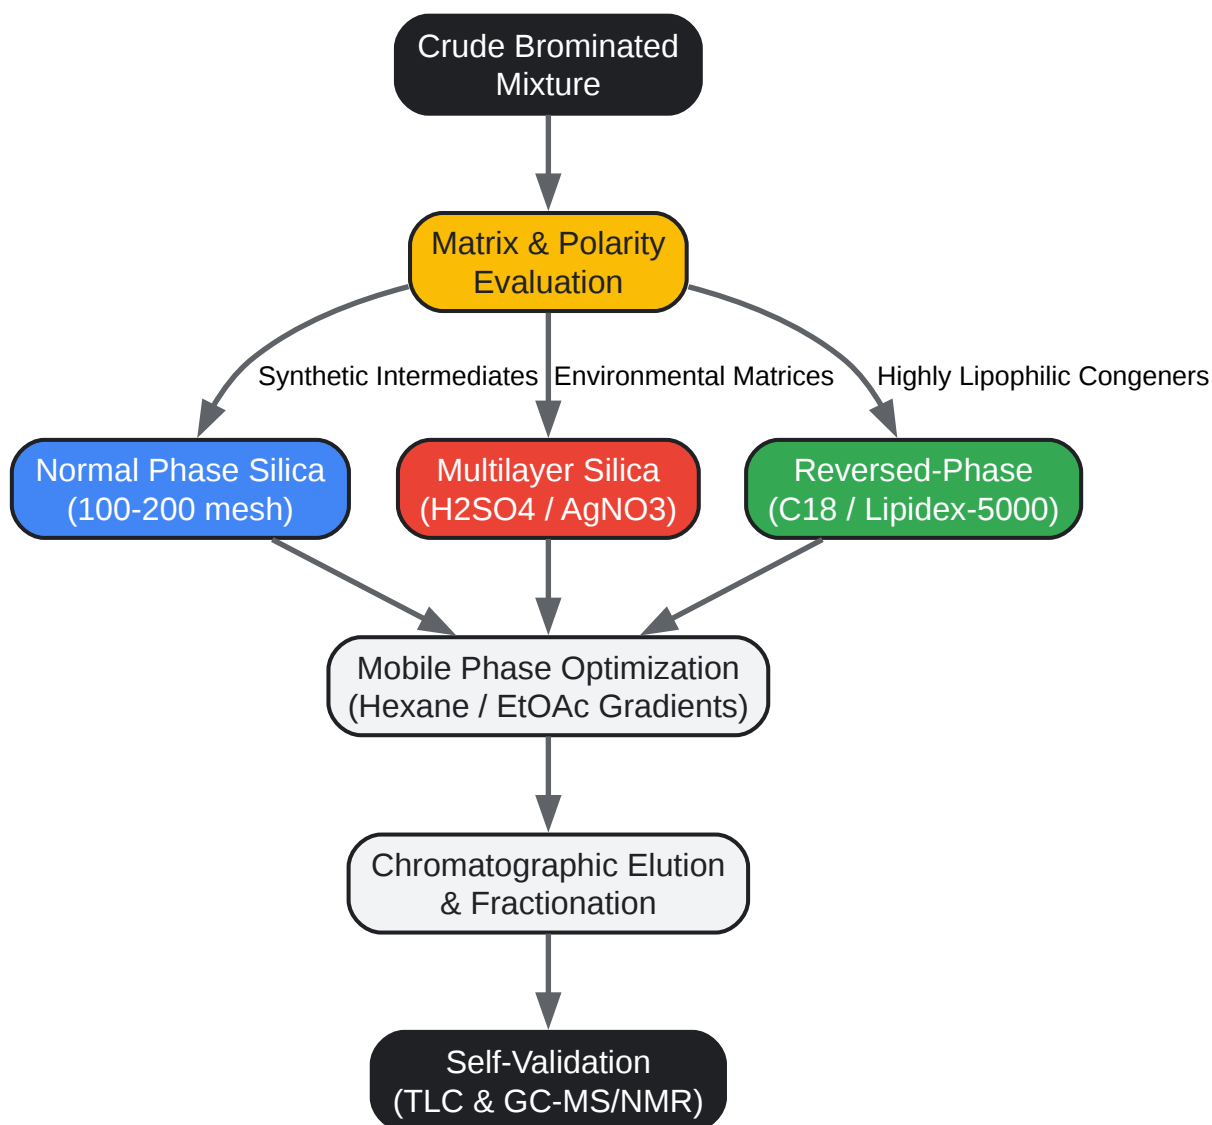 Crude Brominated
Mixture
Matrix & Polarity
Evaluation
Synthetic Intermediates
Environmental Matrices
Highly Lipophilic Congeners
Normal Phase Silica
(100-200 mesh)
Multilayer Silica
(H2SO4 / AgNO3)
Reversed-Phase
(C18 / Lipidex-5000)
Mobile Phase Optimization
(Hexane / EtOAc Gradients)
Chromatographic Elution
& Fractionation
Self-Validation
(TLC & GC-MS/NMR)